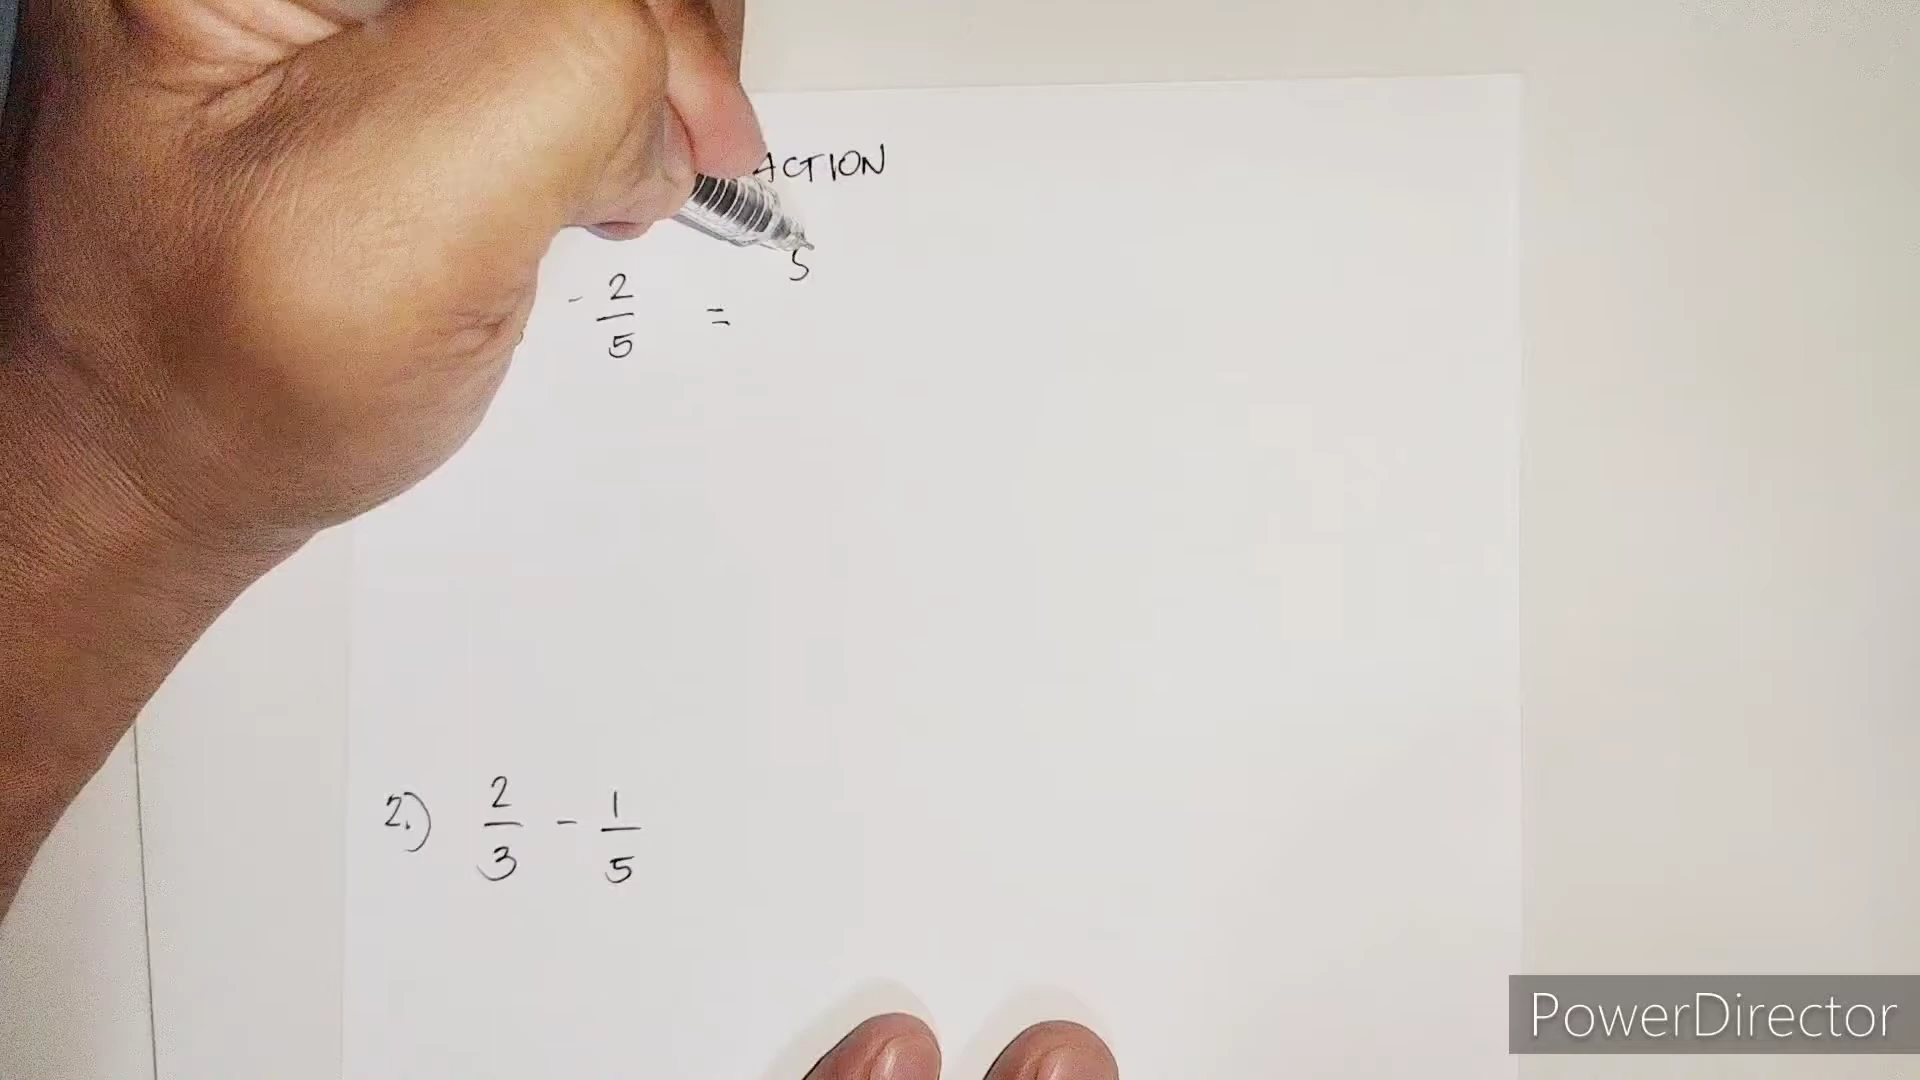 ACTION
- 2/5 = 5
2.) 2/3 - 1/5
PowerDirector